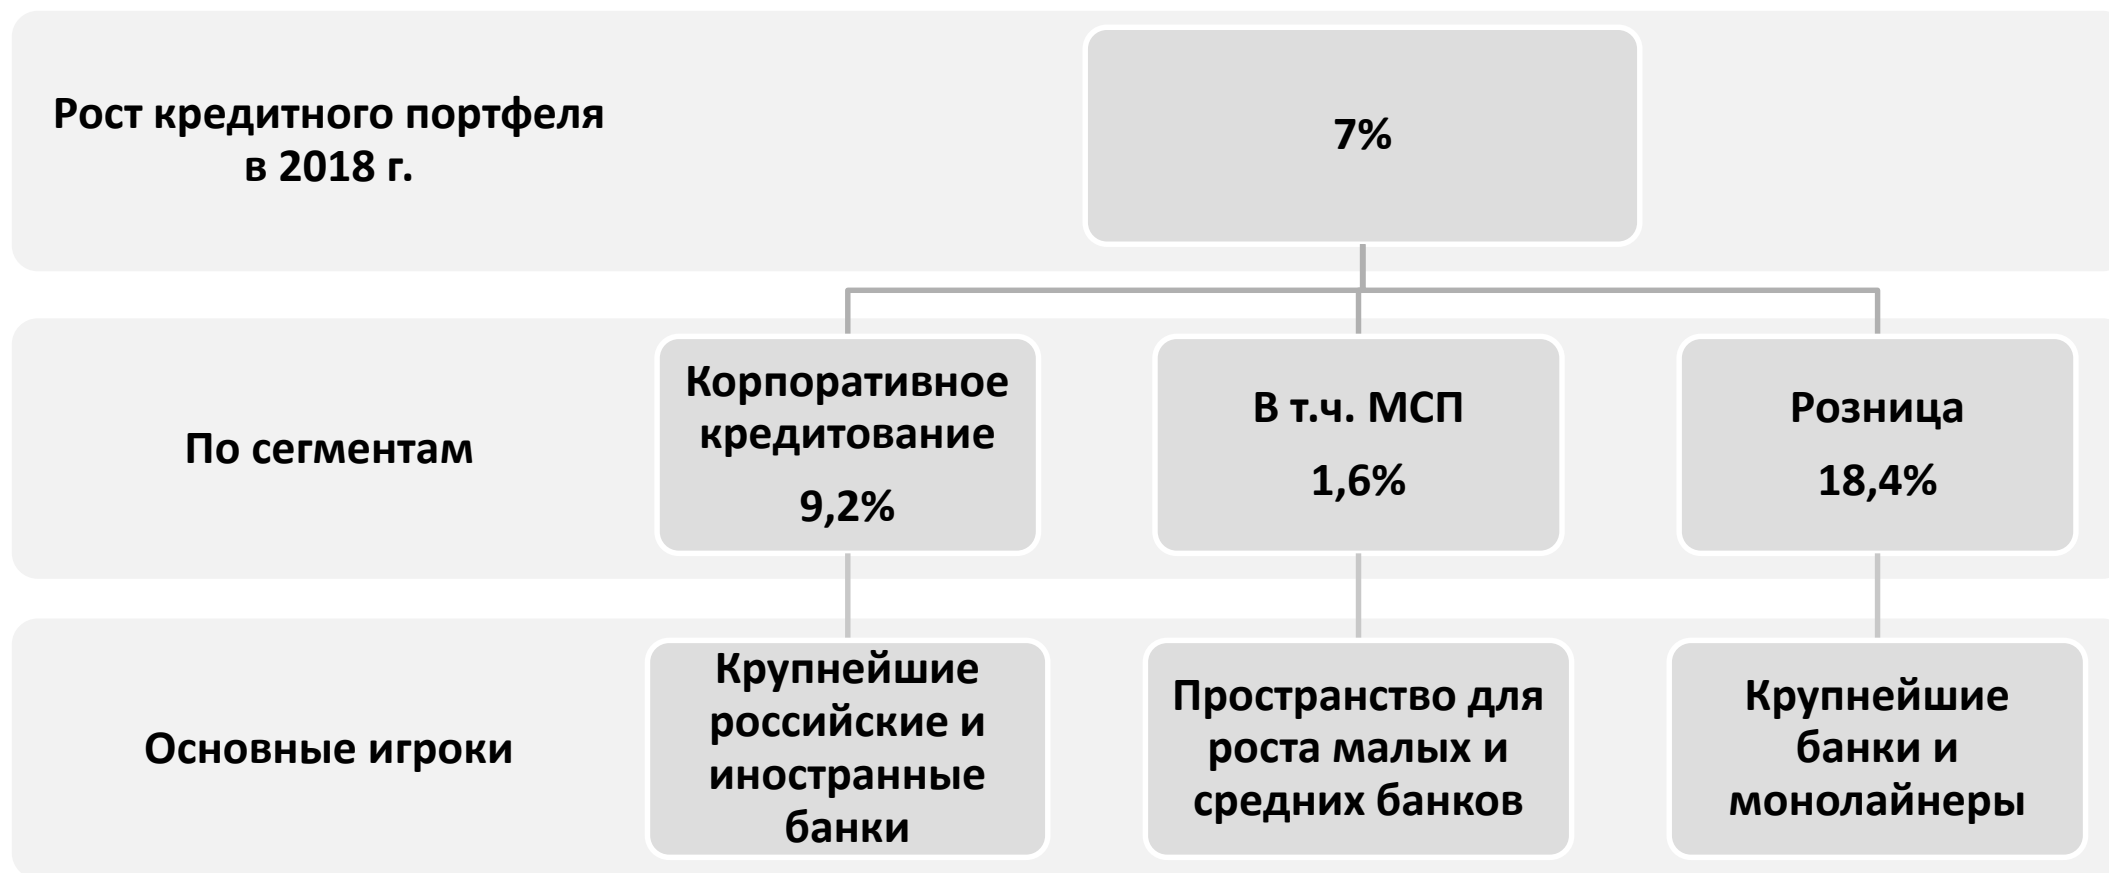 Рост кредитного портфеля
в 2018 г.
7%
По сегментам
Корпоративное
кредитование
9,2%
В т.ч. МСП
1,6%
Розница
18,4%
Основные игроки
Крупнейшие
российские и
иностранные
банки
Пространство для
роста малых и
средних банков
Крупнейшие
банки и
монолайнеры